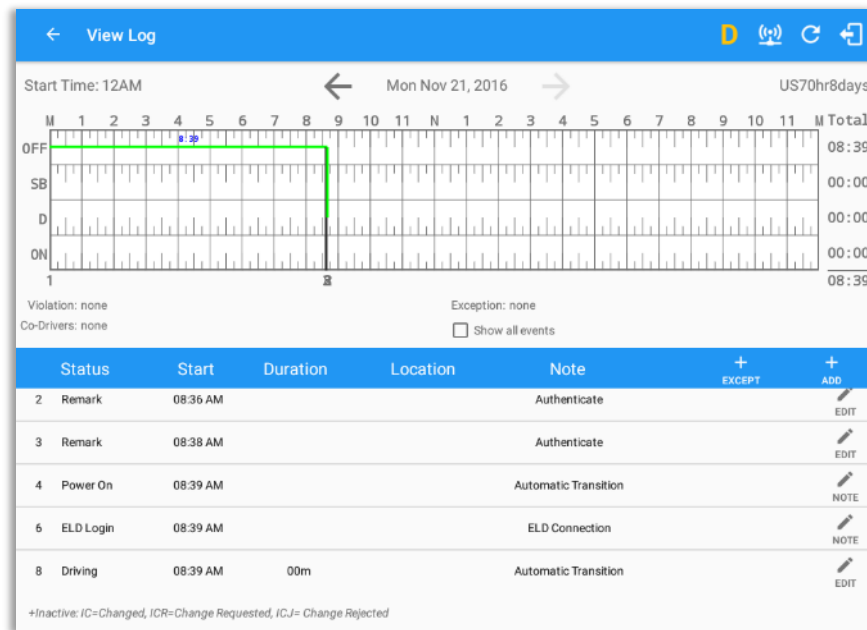 View Log D
Start Time: 12AM Mon Nov 21, 2016 US70hr8days
M 1 2 3 4 5 6 7 8 9 10 11 N 1 2 3 4 5 6 7 8 9 10 11 M Total
8:39
OFF 08:39
SB 00:00
D 00:00
ON 00:00
1 08:39
Violation: none Exception: none
Co-Drivers: none Show all events
Status Start Duration Location Note + EXCEPT + ADD
2 Remark 08:36 AM Authenticate EDIT
3 Remark 08:38 AM Authenticate EDIT
4 Power On 08:39 AM Automatic Transition NOTE
6 ELD Login 08:39 AM ELD Connection NOTE
8 Driving 08:39 AM 00m Automatic Transition EDIT
+Inactive: IC=Changed, ICR=Change Requested, ICJ= Change Rejected